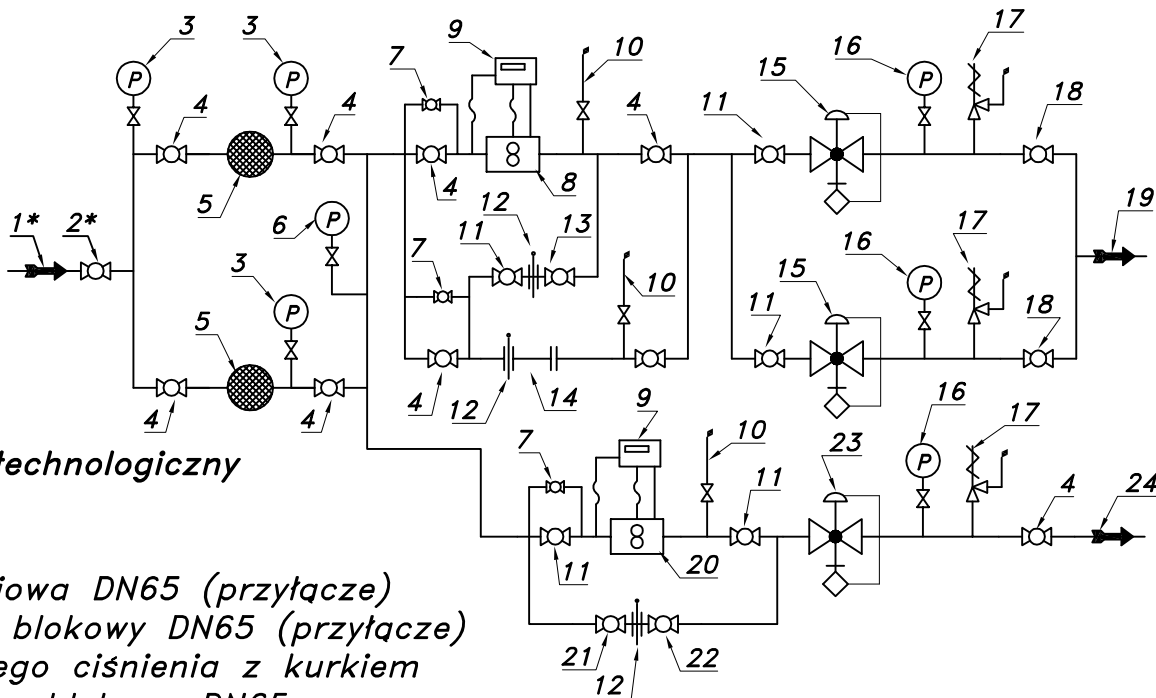 3 3 9 10 17
7 15 16
P P 4 4 4 11 18
P
4 8
5 6 P 12
1* 2* 11 13 19
3 7 10 15 16 17
P P
5 11 18
4 4 4 12 14
9 16 17
7 10 23
technologiczny P
11 4 24
11 20
iowa DN65 (przyłącze)
blokowy DN65 (przyłącze)
21 22
ego ciśnienia z kurkiem
12